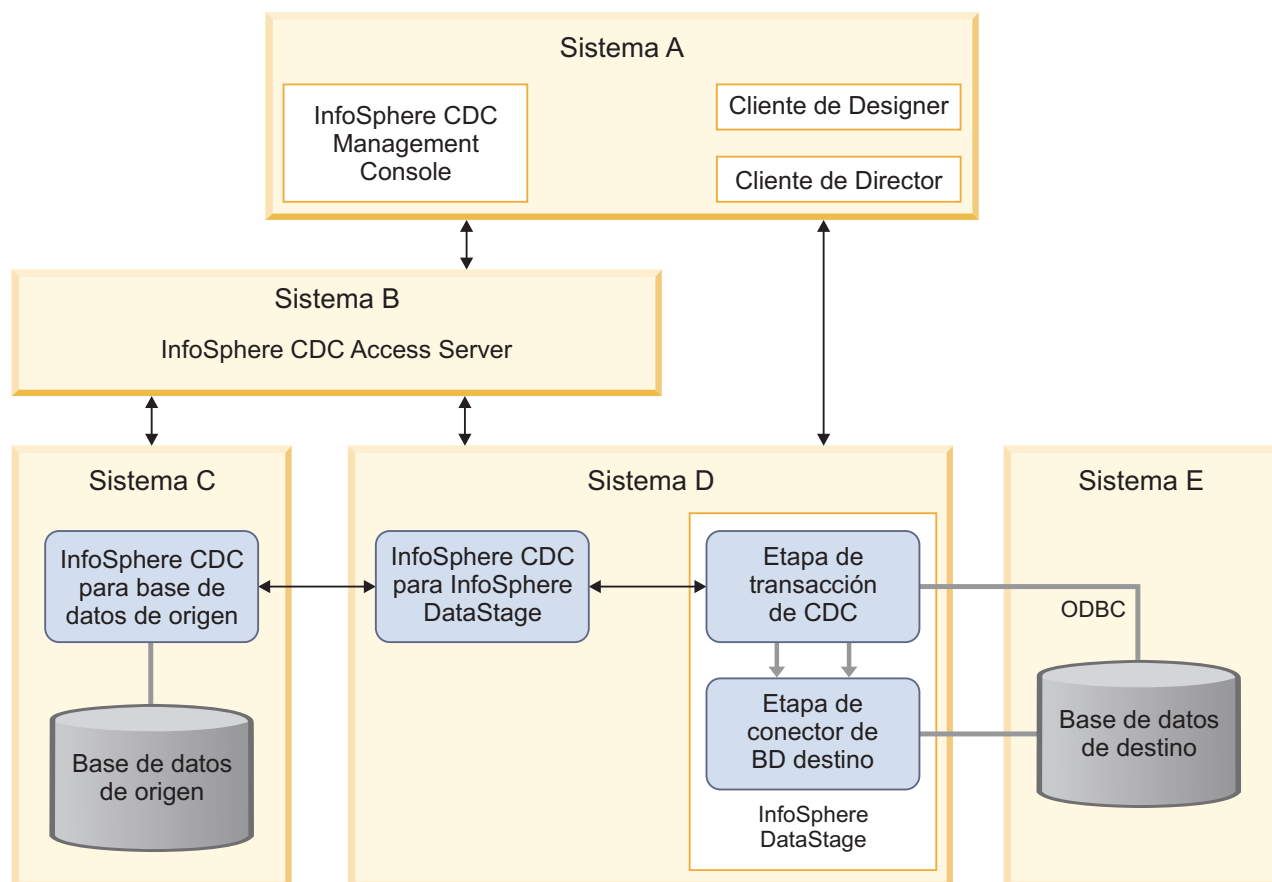 Sistema A
InfoSphere CDC
Management
Console
Cliente de Designer
Cliente de Director
Sistema B
InfoSphere CDC Access Server
Sistema C
InfoSphere CDC
para base de
datos de origen
Base de datos
de origen
Sistema D
InfoSphere CDC
para InfoSphere
DataStage
Etapa de
transacción
de CDC
Etapa de
conector de
BD destino
InfoSphere
DataStage
Sistema E
ODBC
Base de datos
de destino